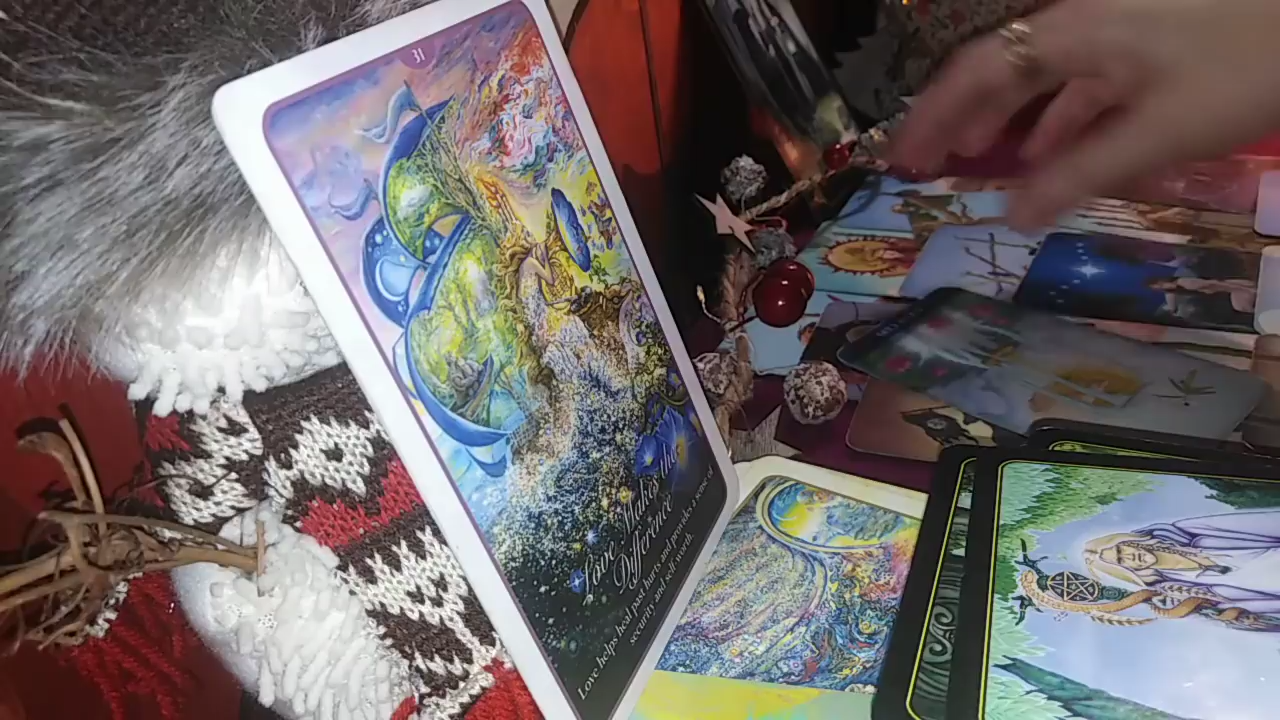 31
Love Makes the
Difference
Love helps heal past hurts and provides a sense of
security and self-worth.